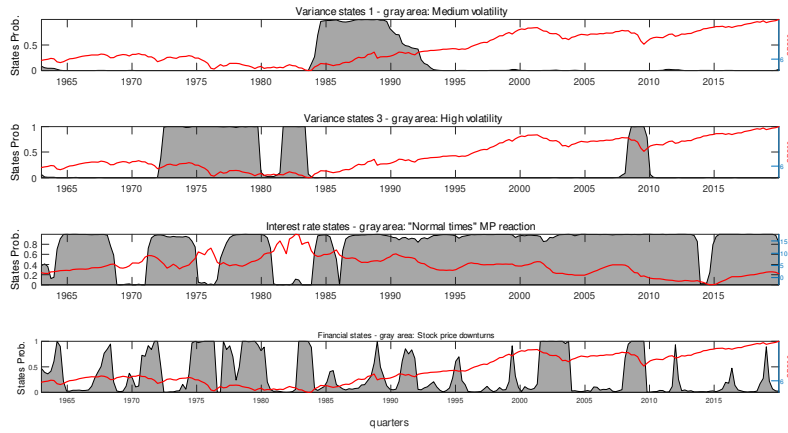 Variance states 1 - gray area: Medium volatility
States Prob.
0.5
0
6
1965 1970 1975 1980 1985 1990 1995 2000 2005 2010 2015
Variance states 3 - gray area: High volatility
States Prob.
1
0.5
0
6
1965 1970 1975 1980 1985 1990 1995 2000 2005 2010 2015
Interest rate states - gray area: "Normal times" MP reaction
States Prob.
0.8
0.6
0.4
0.2
0
15
10
5
0
1965 1970 1975 1980 1985 1990 1995 2000 2005 2010 2015
Financial states - gray area: Stock price downturns
States Prob.
1
0.5
0
6
1965 1970 1975 1980 1985 1990 1995 2000 2005 2010 2015
quarters